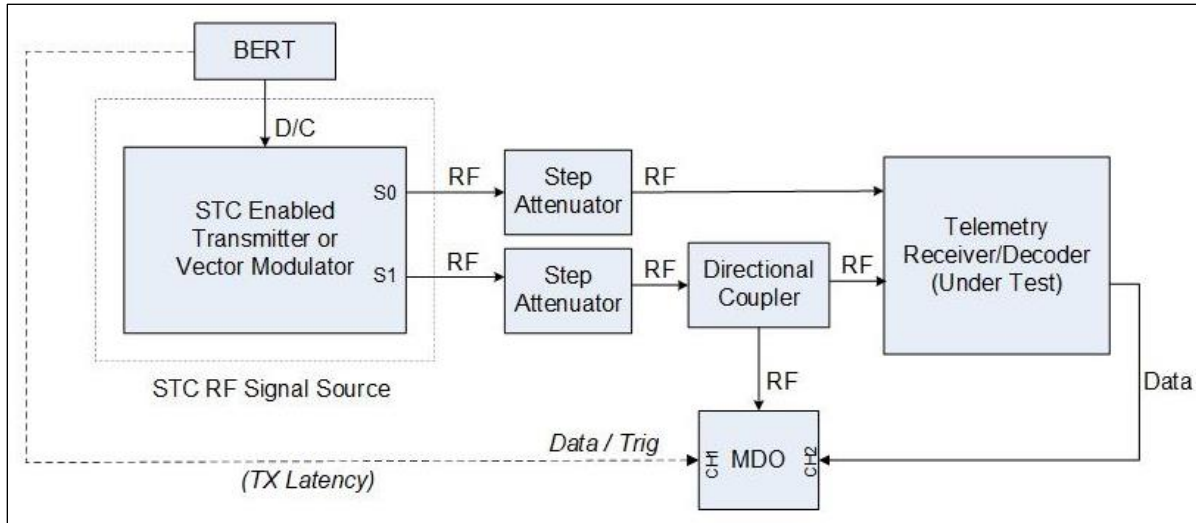 BERT
D/C
STC Enabled
Transmitter or
Vector Modulator
S0
S1
RF
Step
Attenuator
RF
RF
Step
Attenuator
RF
Directional
Coupler
RF
Telemetry
Receiver/Decoder
(Under Test)
STC RF Signal Source
RF
Data
Data / Trig
(TX Latency)
CH1
MDO
CH2